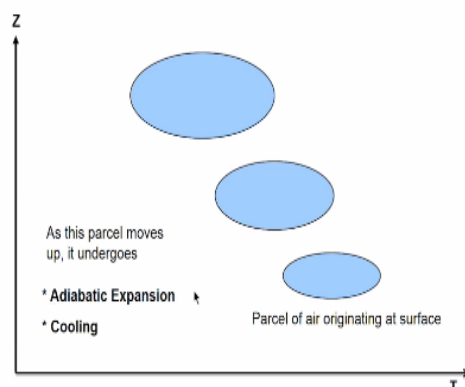 Z
As this parcel moves
up, it undergoes
* Adiabatic Expansion
* Cooling
Parcel of air originating at surface
T